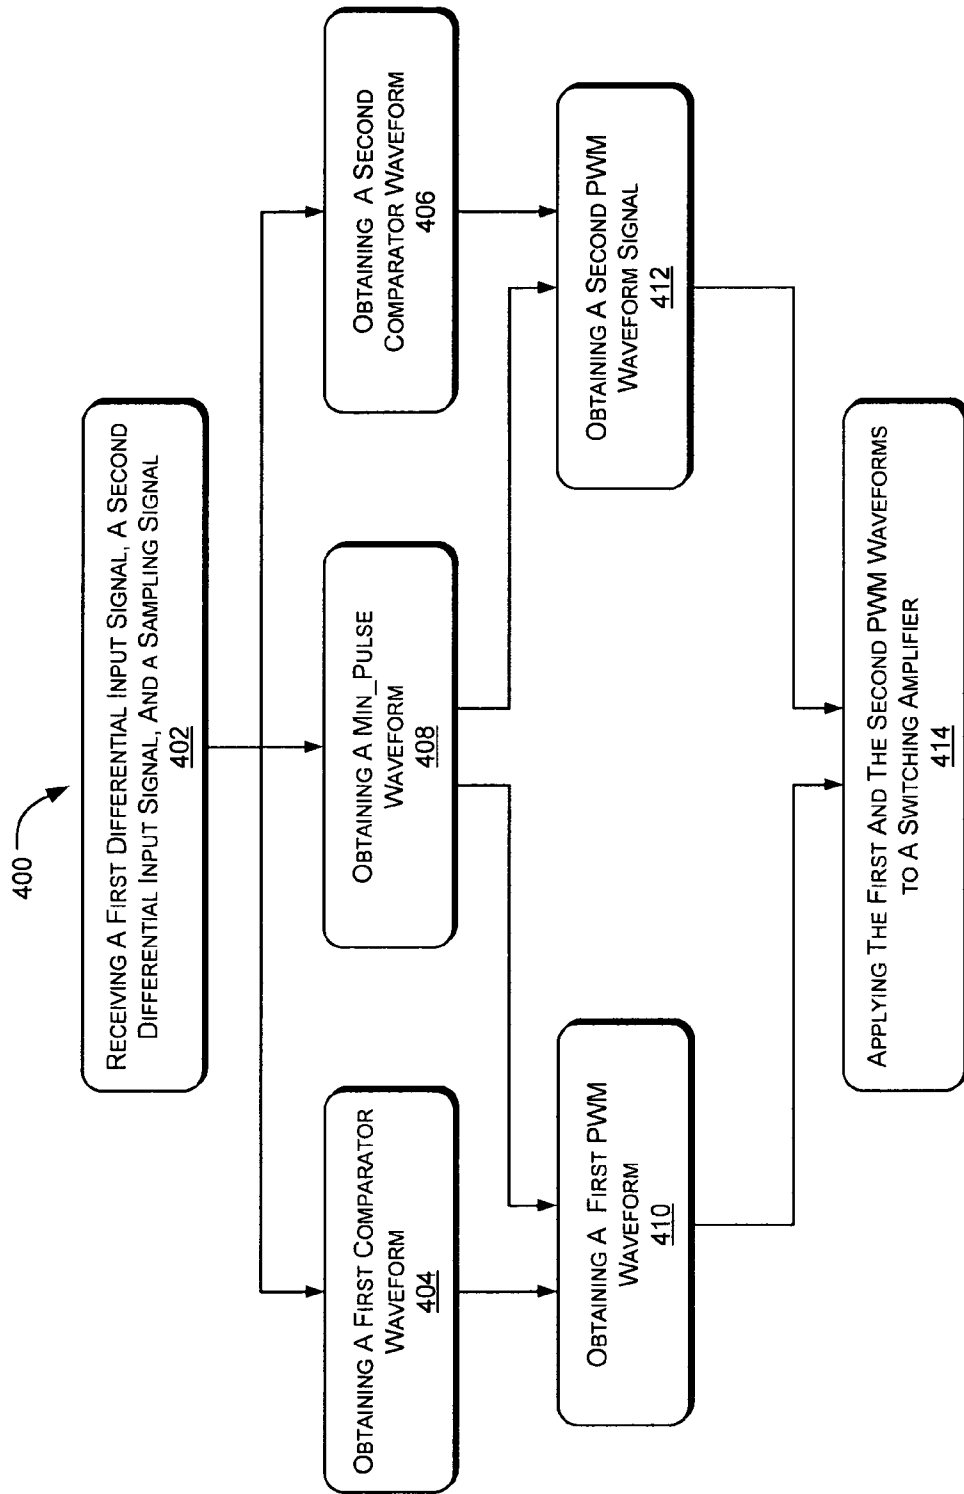 400
RECEIVING A FIRST DIFFERENTIAL INPUT SIGNAL, A SECOND
DIFFERENTIAL INPUT SIGNAL, AND A SAMPLING SIGNAL
402
OBTAINING A FIRST COMPARATOR
WAVEFORM
404
OBTAINING A MIN_PULSE
WAVEFORM
408
OBTAINING A SECOND
COMPARATOR WAVEFORM
406
OBTAINING A FIRST PWM
WAVEFORM
410
OBTAINING A SECOND PWM
WAVEFORM SIGNAL
412
APPLYING THE FIRST AND THE SECOND PWM WAVEFORMS
TO A SWITCHING AMPLIFIER
414